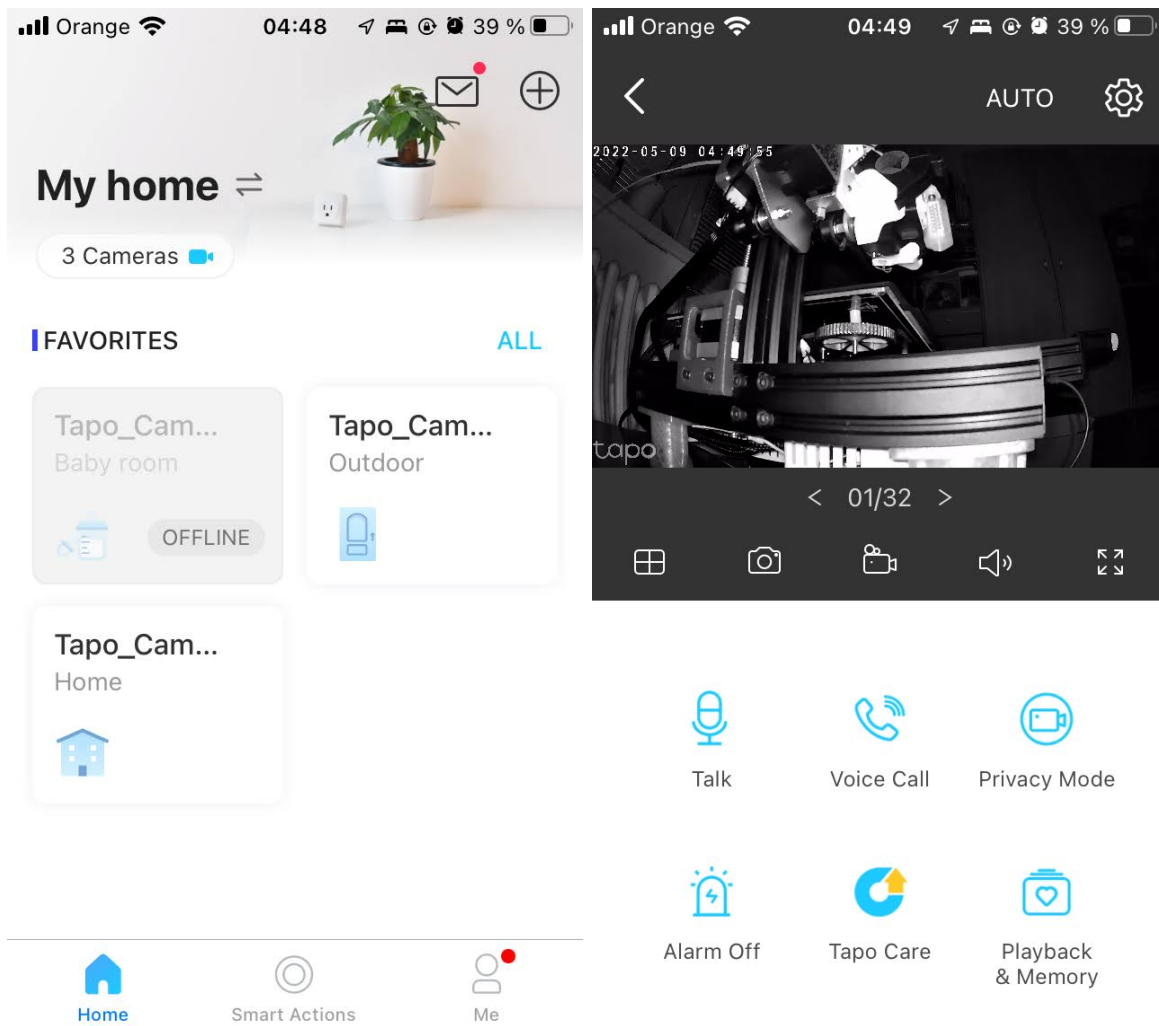 Orange 04:48 39 %
My home
3 Cameras
FAVORITES ALL
Tapo_Cam...
Baby room
OFFLINE
Tapo_Cam...
Outdoor
Tapo_Cam...
Home
Home Smart Actions Me
Orange 04:49 39 %
AUTO
2022-05-09 04:49:55
tapo
< 01/32 >
Talk Voice Call Privacy Mode
Alarm Off Tapo Care Playback
& Memory